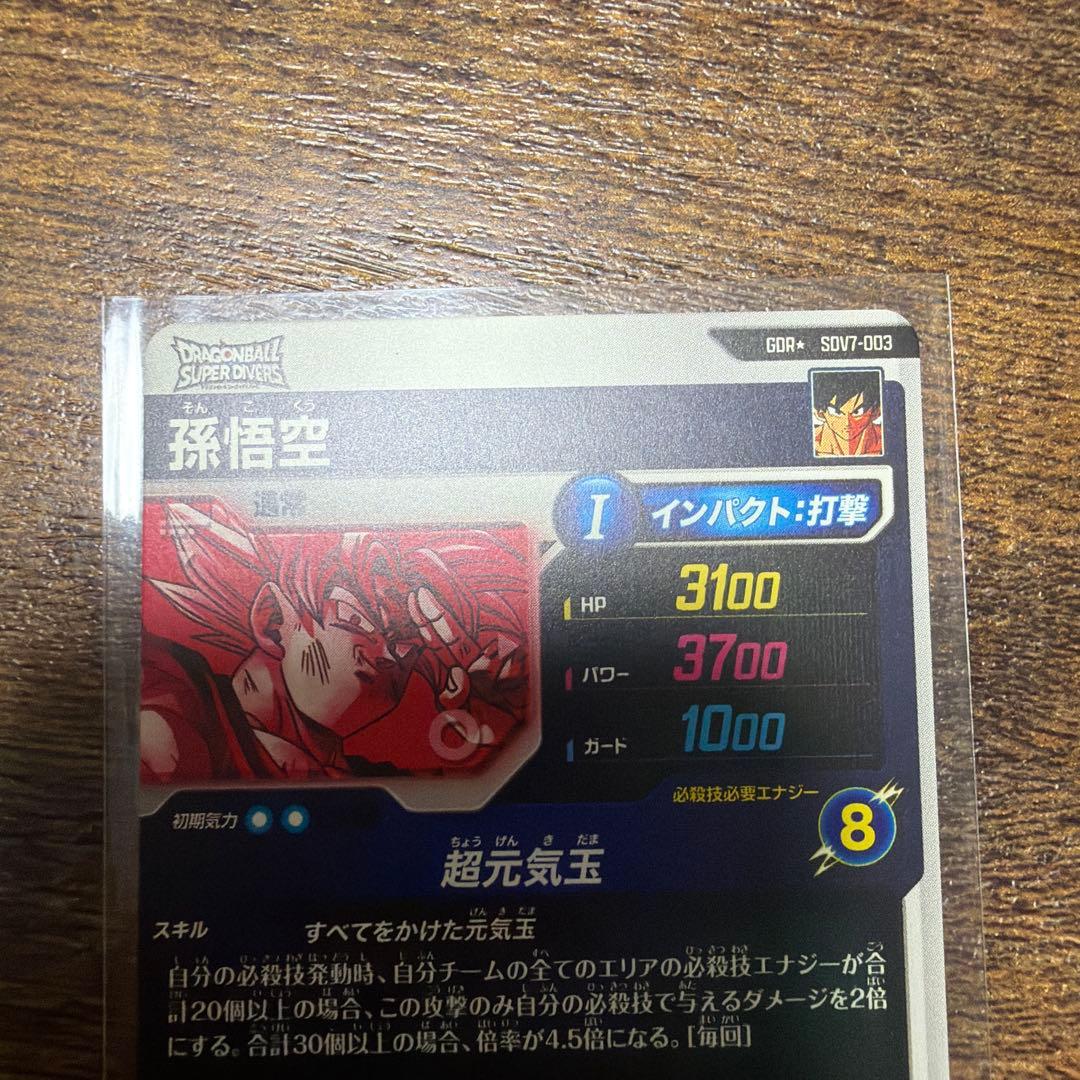 GDR★ SDV7-003
DRAGONBALL
SUPER DIVERS
そん ご くう
孫悟空
通常
I インパクト:打撃
HP 3100
パワー 3700
ガード 1000
必殺技必要エナジー
8
初期気力
ちょう げん き だま
超元気玉
げん き だま
スキル すべてをかけた元気玉
自分の必殺技発動時、自分チームの全てのエリアの必殺技エナジーが合
計20個以上の場合、この攻撃のみ自分の必殺技で与えるダメージを2倍
にする。合計30個以上の場合、倍率が4.5倍になる。[毎回]